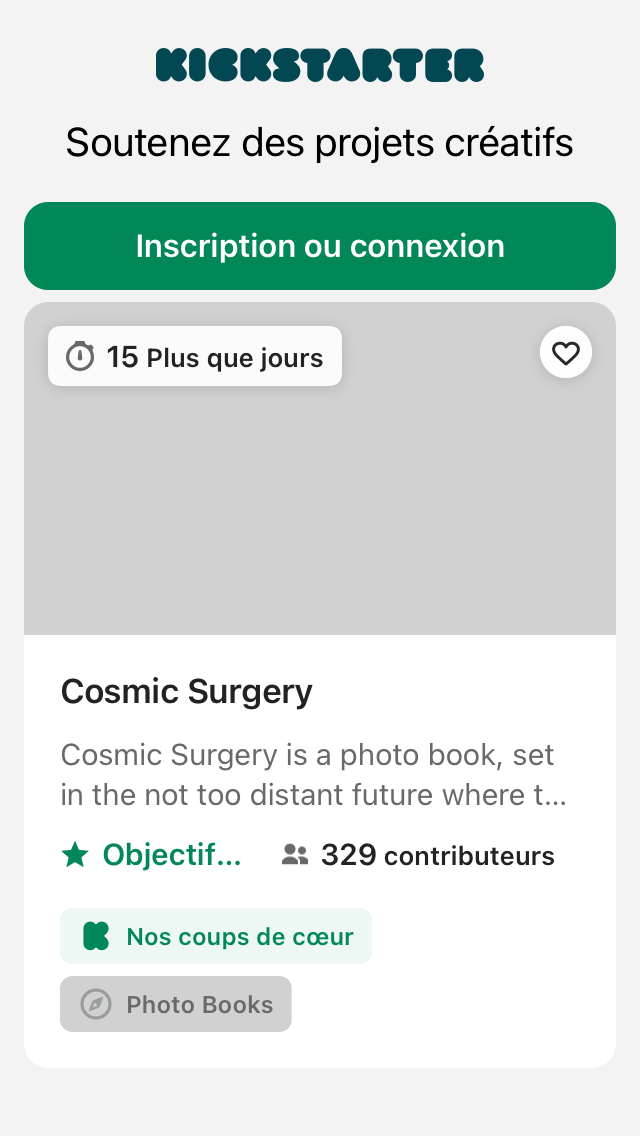 KICKSTARTER
Soutenez des projets créatifs
Inscription ou connexion
15 Plus que jours
Cosmic Surgery
Cosmic Surgery is a photo book, set
in the not too distant future where t...
Objectif...
329 contributeurs
Nos coups de cœur
Photo Books